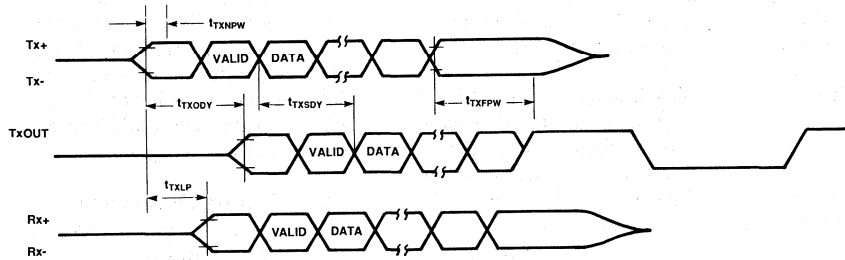 tTXNPW
Tx+
VALID DATA
Tx-
tTXODY tTXSDY tTXFPW
TxOUT
VALID DATA
tTXLP
Rx+
VALID DATA
Rx-